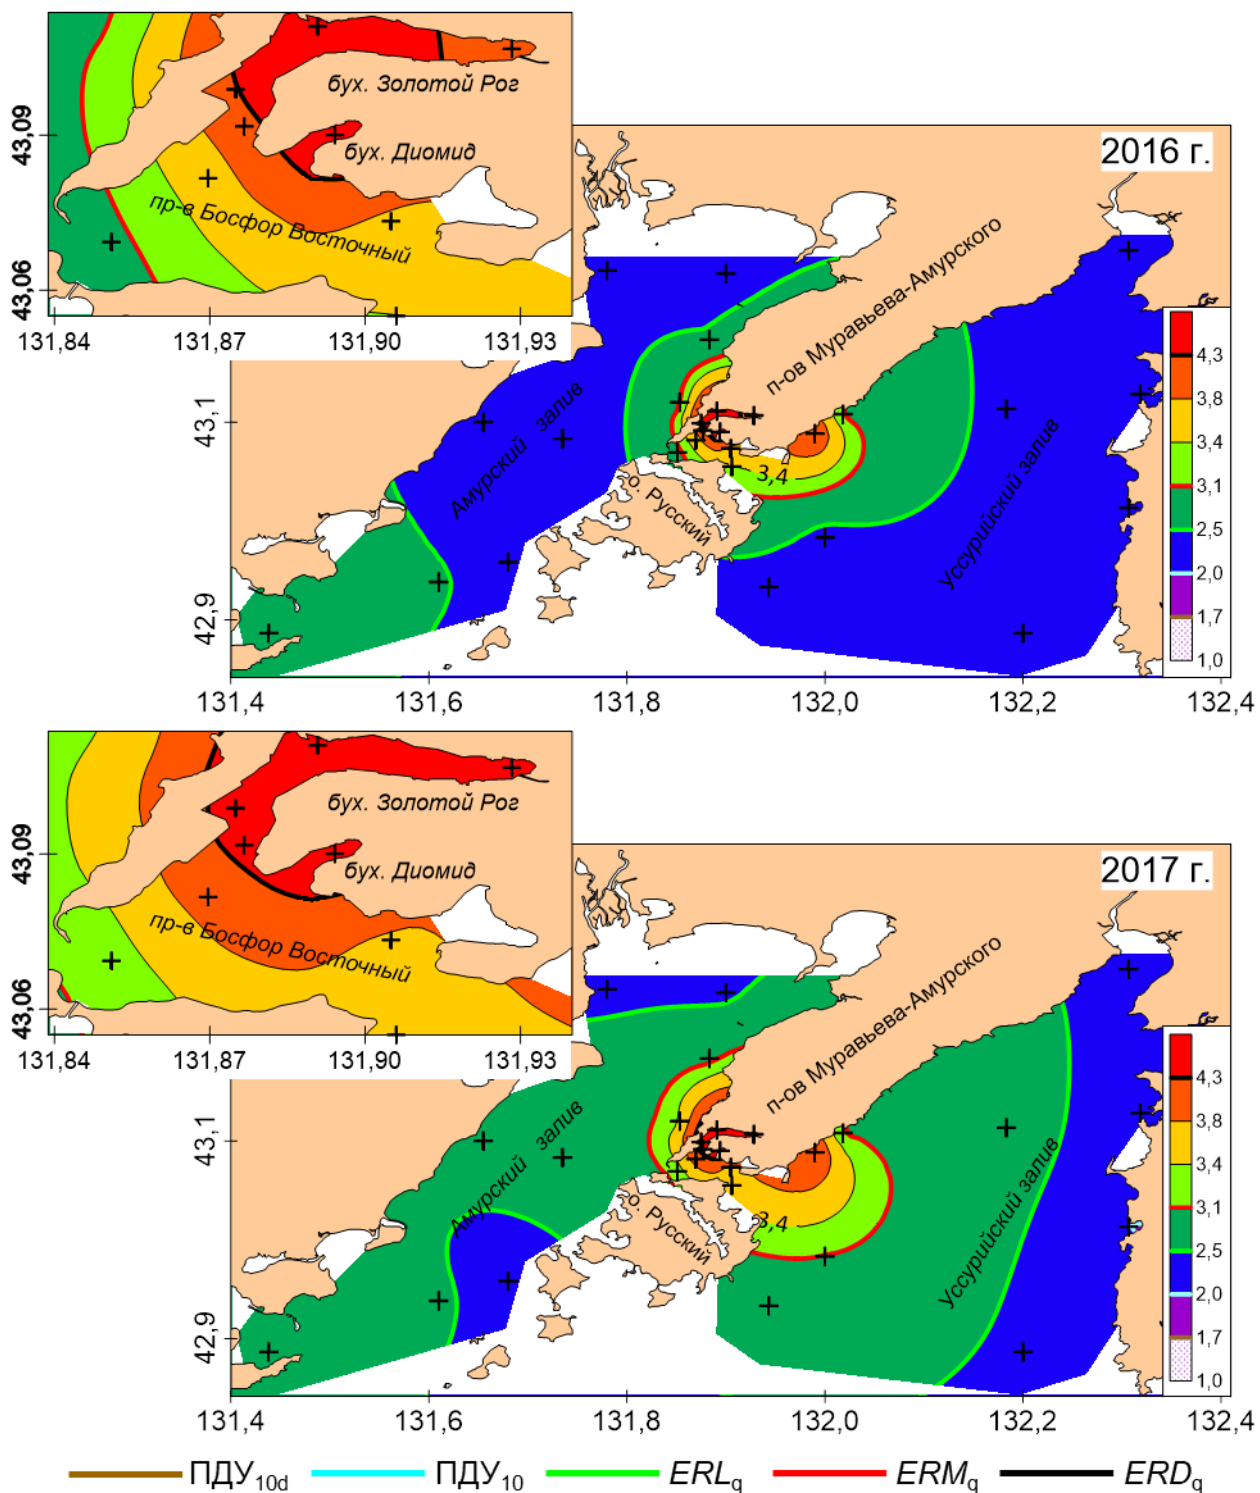 43,09
43,06
131,84 131,87 131,90 131,93
бух. Золотой Рог
бух. Диомид
пр-в Босфор Восточный
2016 г.
п-ов Муравьева-Амурского
Амурский залив
Уссурийский залив
о. Русский
3,4
43,1
42,9
131,4 131,6 131,8 132,0 132,2 132,4
4,3
3,8
3,4
3,1
2,5
2,0
1,7
1,0
43,09
43,06
131,84 131,87 131,90 131,93
бух. Золотой Рог
бух. Диомид
пр-в Босфор Восточный
2017 г.
п-ов Муравьева-Амурского
Амурский залив
Уссурийский залив
о. Русский
3,4
43,1
42,9
131,4 131,6 131,8 132,0 132,2 132,4
4,3
3,8
3,4
3,1
2,5
2,0
1,7
1,0
ПДУ10d ПДУ10 ERLq ERMq ERDq